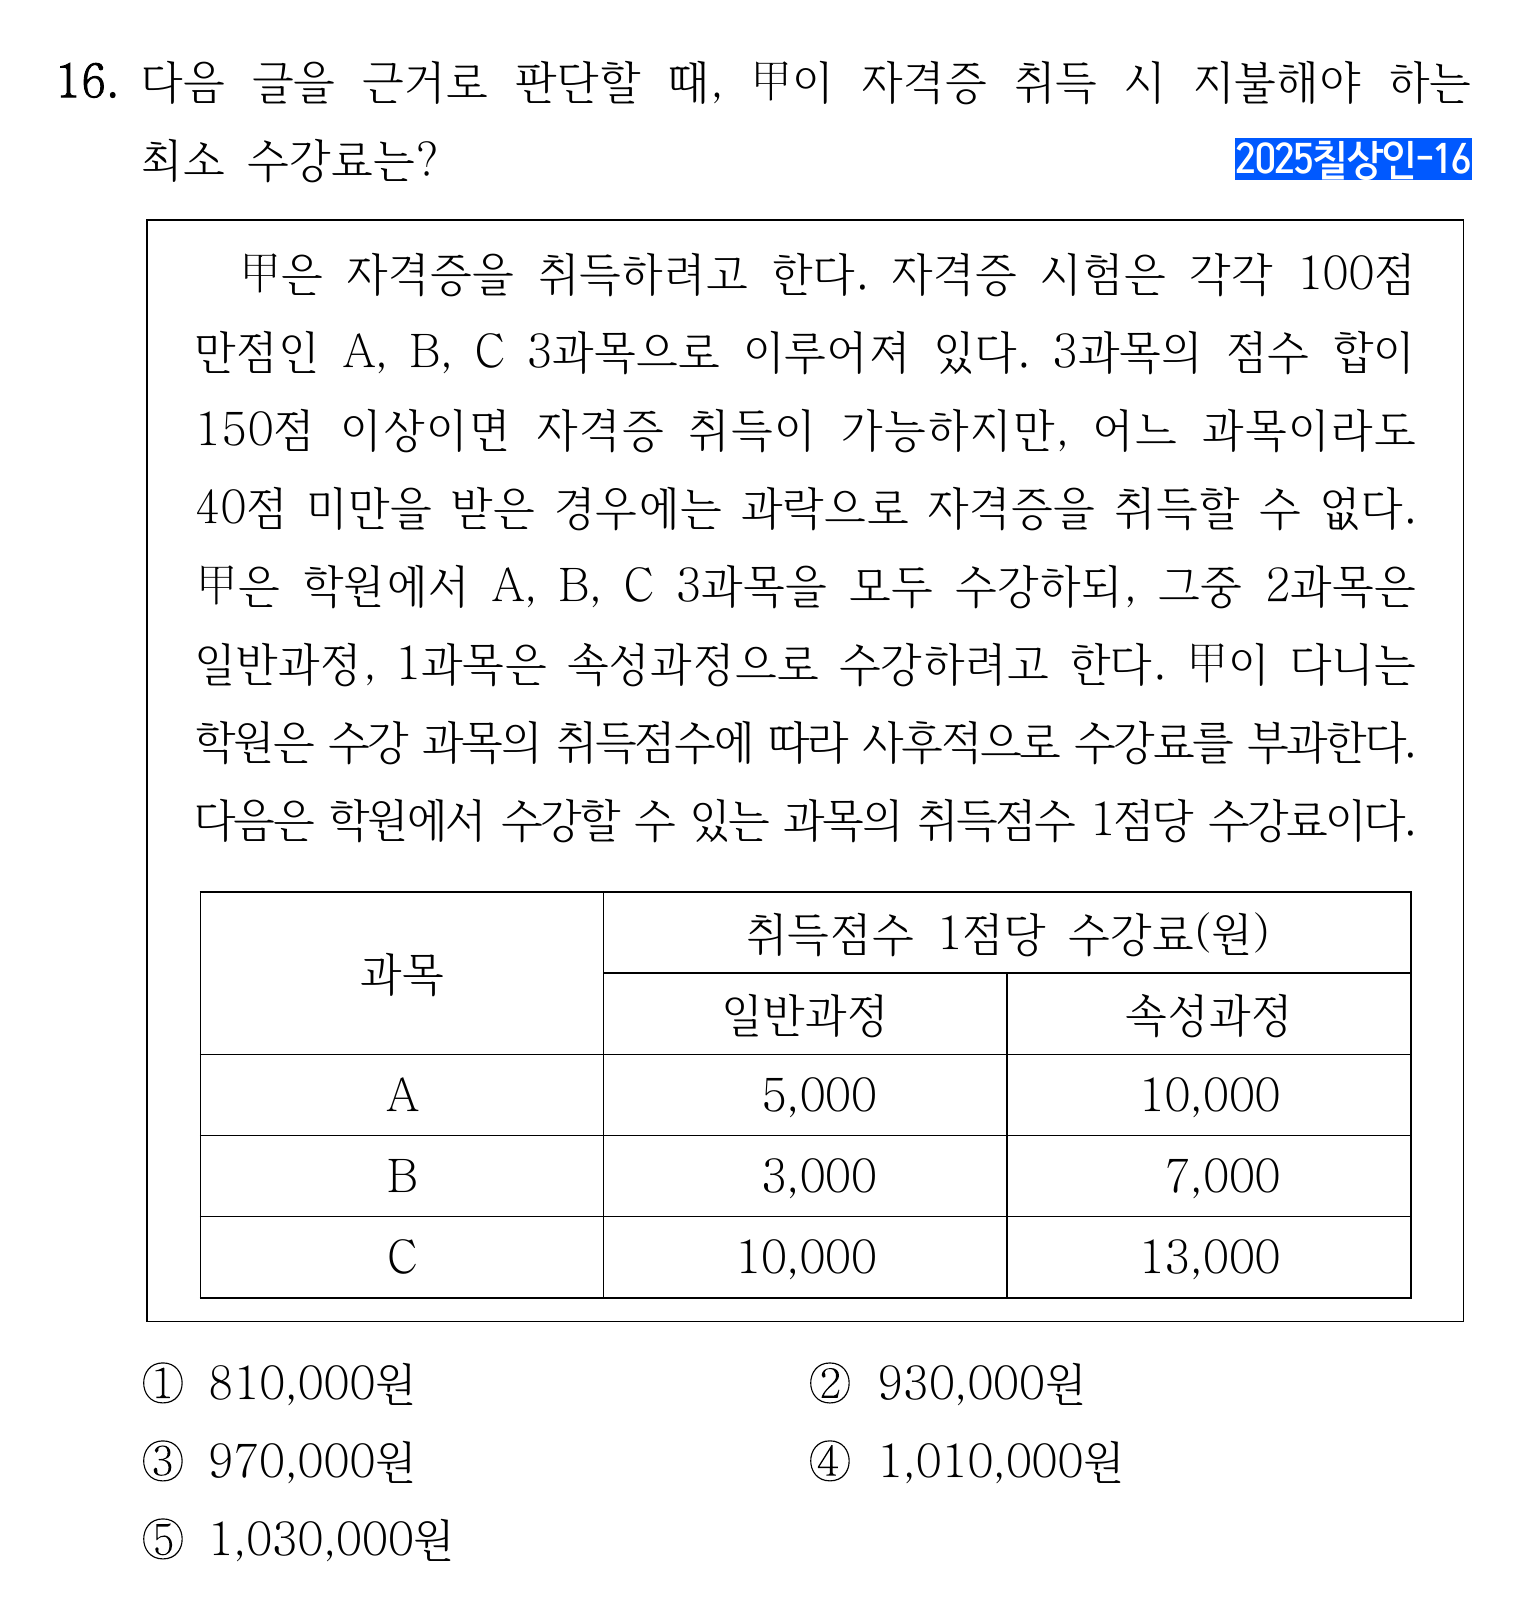 16. 다음 글을 근거로 판단할 때, 甲이 자격증 취득 시 지불해야 하는
최소 수강료는?
2025칠상인-16
甲은 자격증을 취득하려고 한다. 자격증 시험은 각각 100점
만점인 A, B, C 3과목으로 이루어져 있다. 3과목의 점수 합이
150점 이상이면 자격증 취득이 가능하지만, 어느 과목이라도
40점 미만을 받은 경우에는 과락으로 자격증을 취득할 수 없다.
甲은 학원에서 A, B, C 3과목을 모두 수강하되, 그중 2과목은
일반과정, 1과목은 속성과정으로 수강하려고 한다. 甲이 다니는
학원은 수강 과목의 취득점수에 따라 사후적으로 수강료를 부과한다.
다음은 학원에서 수강할 수 있는 과목의 취득점수 1점당 수강료이다.
과목
취득점수 1점당 수강료(원)
일반과정 속성과정
A 5,000 10,000
B 3,000 7,000
C 10,000 13,000
① 810,000원 ② 930,000원
③ 970,000원 ④ 1,010,000원
⑤ 1,030,000원